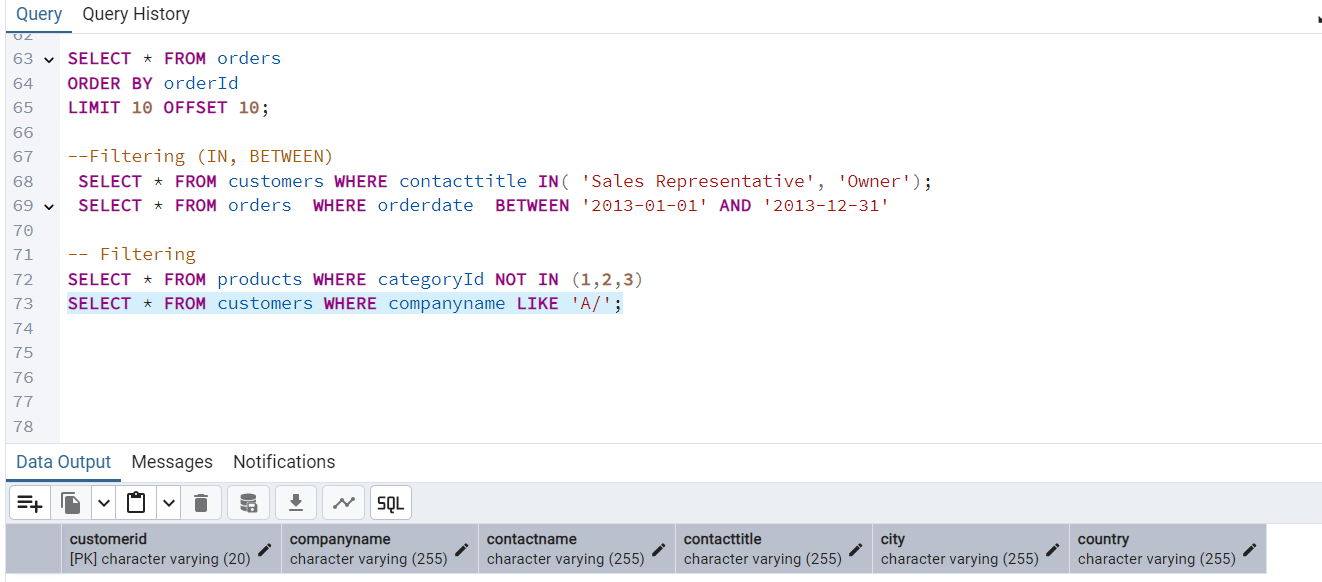 Query Query History
62
63 SELECT * FROM orders
64 ORDER BY orderId
65 LIMIT 10 OFFSET 10;
66
67 --Filtering (IN, BETWEEN)
68 SELECT * FROM customers WHERE contacttitle IN( 'Sales Representative', 'Owner');
69 SELECT * FROM orders WHERE orderdate BETWEEN '2013-01-01' AND '2013-12-31'
70
71 -- Filtering
72 SELECT * FROM products WHERE categoryId NOT IN (1,2,3)
73 SELECT * FROM customers WHERE companyname LIKE 'A/';
74
75
76
77
78
Data Output Messages Notifications
SQL
customerid companyname contactname contacttitle city country
[PK] character varying (20) character varying (255) character varying (255) character varying (255) character varying (255) character varying (255)